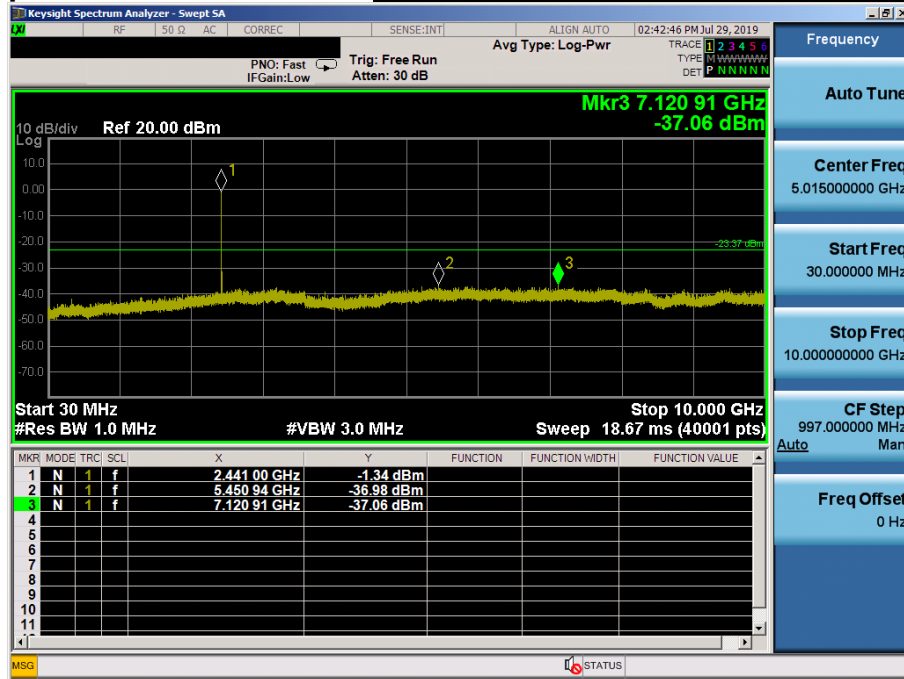 Keysight Spectrum Analyzer - Swept SA
LXI RF 50 Ω AC CORREC SENSE:INT ALIGN AUTO 02:42:46 PM Jul 29, 2019
Avg Type: Log-Pwr
TRACE 1 2 3 4 5 6
PNO: Fast Trig: Free Run
TYPE M WWWWW
IFGain:Low Atten: 30 dB
DET P N N N N N
Mkr3 7.120 91 GHz
-37.06 dBm
10 dB/div Ref 20.00 dBm
Log
10.0
0.00
-10.0
-20.0
-30.0
-40.0
-50.0
-60.0
-70.0
1
2
3
-23.37 dBm
Start 30 MHz Stop 10.000 GHz
#Res BW 1.0 MHz #VBW 3.0 MHz Sweep 18.67 ms (40001 pts)
MKR MODE TRC SCL X Y FUNCTION FUNCTION WIDTH FUNCTION VALUE
1 N 1 f 2.441 00 GHz -1.34 dBm
2 N 1 f 5.450 94 GHz -36.98 dBm
3 N 1 f 7.120 91 GHz -37.06 dBm
4
5
6
7
8
9
10
11
MSG STATUS
Frequency
Auto Tune
Center Freq
5.015000000 GHz
Start Freq
30.000000 MHz
Stop Freq
10.000000000 GHz
CF Step
997.000000 MHz
Auto Man
Freq Offset
0 Hz